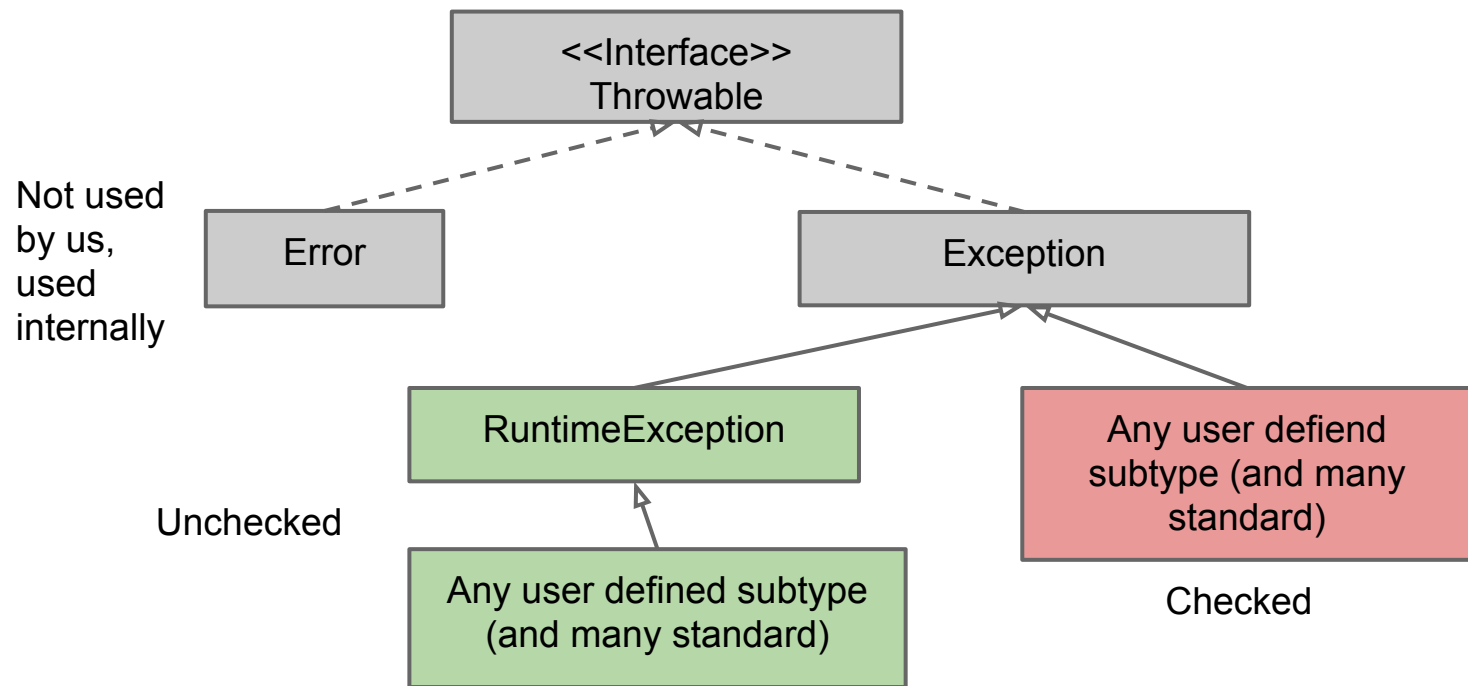 <<Interface>>
Throwable
Not used
by us,
used
internally
Error
Exception
RuntimeException
Any user defiend
subtype (and many
standard)
Unchecked
Any user defined subtype
(and many standard)
Checked